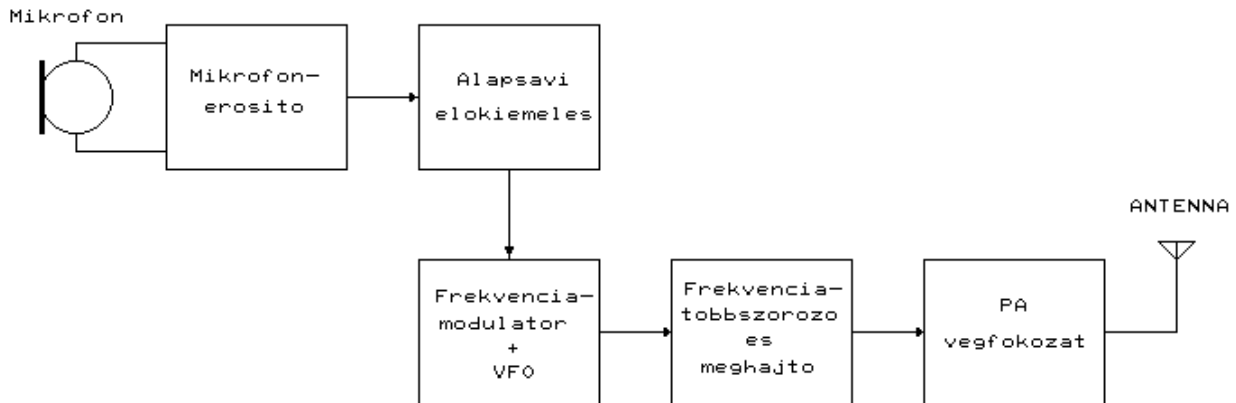 Mikrofon
Mikrofon-
erosito
Alapsavi
elokiemeles
ANTENNA
Frekvencia-
modulator
+
VFO
Frekvencia-
tobbszorozo
es
meghajto
PA
vegfokozat